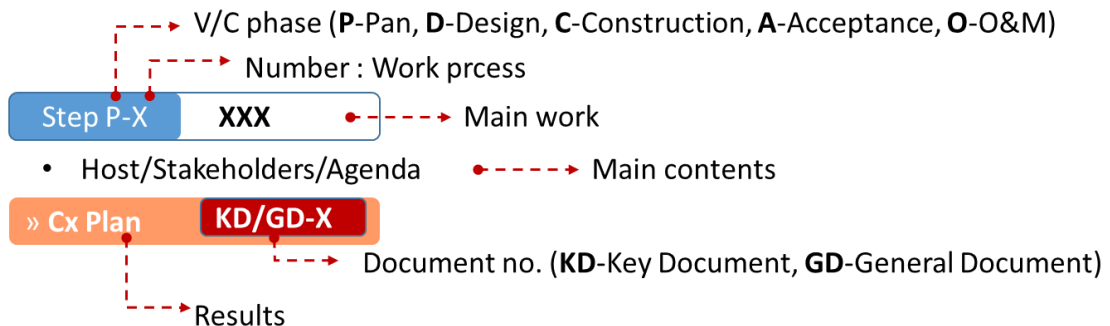 V/C phase (P-Pan, D-Design, C-Construction, A-Acceptance, O-O&M)
Number : Work prcess
Step P-X XXX Main work
• Host/Stakeholders/Agenda Main contents
» Cx Plan KD/GD-X
Document no. (KD-Key Document, GD-General Document)
Results